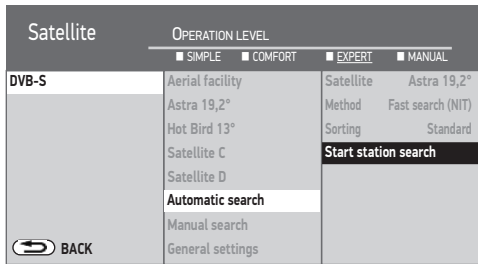 Satellite
OPERATION LEVEL
SIMPLE COMFORT EXPERT MANUAL
DVB-S
Aerial facility
Astra 19,2°
Hot Bird 13°
Satellite C
Satellite D
Automatic search
Manual search
General settings
Satellite Astra 19,2°
Method Fast search (NIT)
Sorting Standard
Start station search
BACK